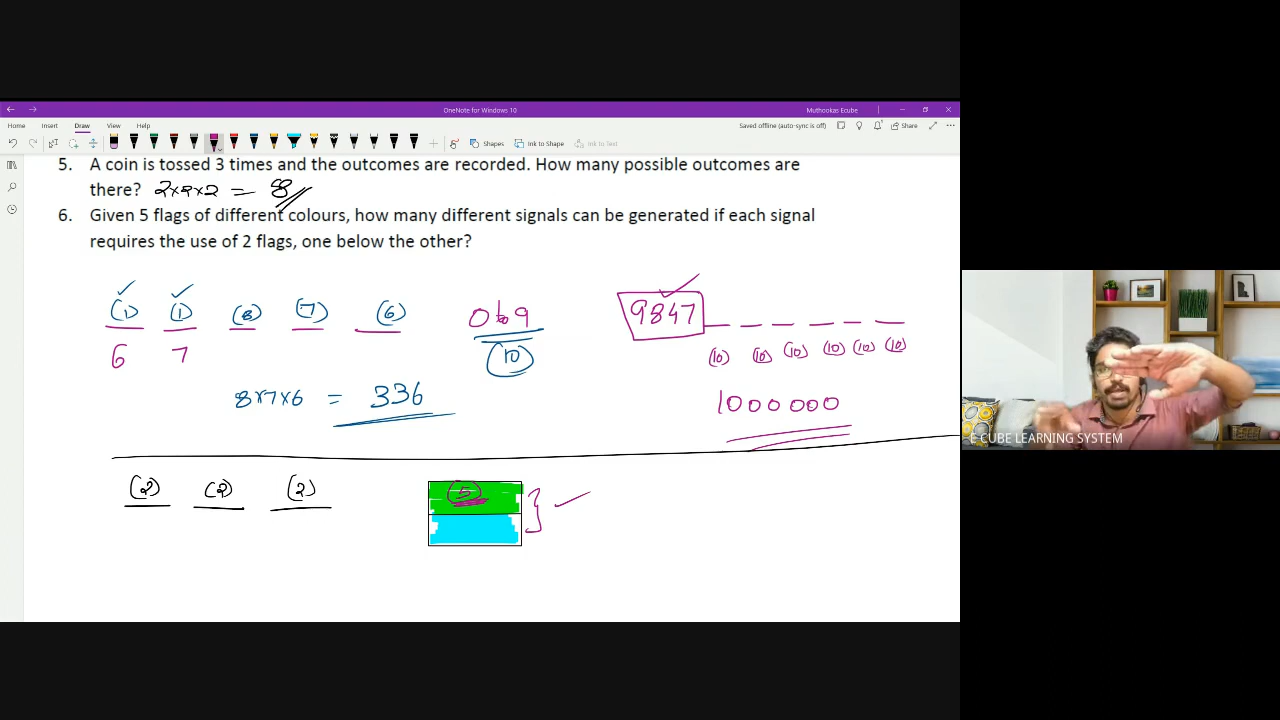 OneNote for Windows 10
Muthookas Ecube
Home Insert Draw View Help
Saved offline (auto-sync is off)
Share
Shapes
Ink to Shape
Ink to Text
5. A coin is tossed 3 times and the outcomes are recorded. How many possible outcomes are
there? 2×2×2 = 8
6. Given 5 flags of different colours, how many different signals can be generated if each signal
requires the use of 2 flags, one below the other?
(1) (1) (8) (7) (6)
6 7
0 to 9
(10)
8×7×6 = 336
9847
(10) (10) (10) (10) (10) (10)
1000000
(2) (2) (2)
(5)
E CUBE LEARNING SYSTEM